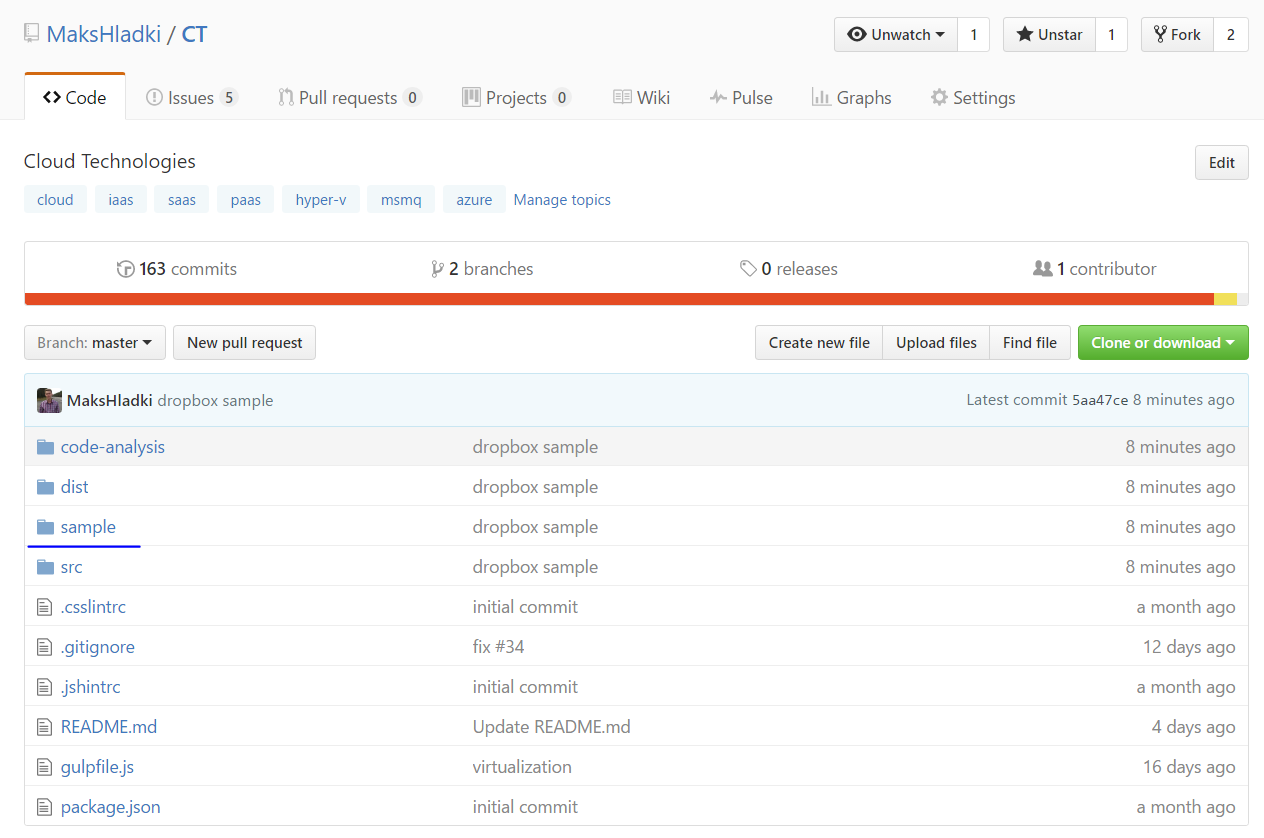 MaksHladki / CT Unwatch 1 Unstar 1 Fork 2
Code Issues 5 Pull requests 0 Projects 0 Wiki Pulse Graphs Settings
Cloud Technologies Edit
cloud iaas saas paas hyper-v msmq azure Manage topics
163 commits 2 branches 0 releases 1 contributor
Branch: master New pull request Create new file Upload files Find file Clone or download
MaksHladki dropbox sample Latest commit 5aa47ce 8 minutes ago
code-analysis dropbox sample 8 minutes ago
dist dropbox sample 8 minutes ago
sample dropbox sample 8 minutes ago
src dropbox sample 8 minutes ago
.csslintrc initial commit a month ago
.gitignore fix #34 12 days ago
.jshintrc initial commit a month ago
README.md Update README.md 4 days ago
gulpfile.js virtualization 16 days ago
package.json initial commit a month ago